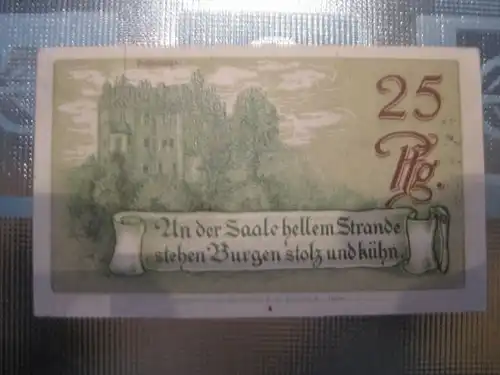 25
Pfg.
An der Saale hellem Strande
stehen Burgen stolz und kühn.